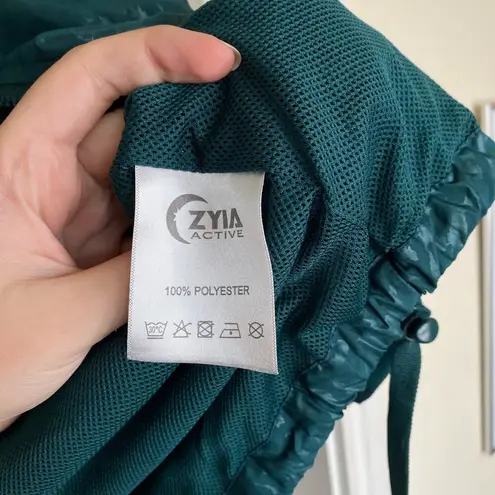 ZYIA
ACTIVE
100% POLYESTER
30°C